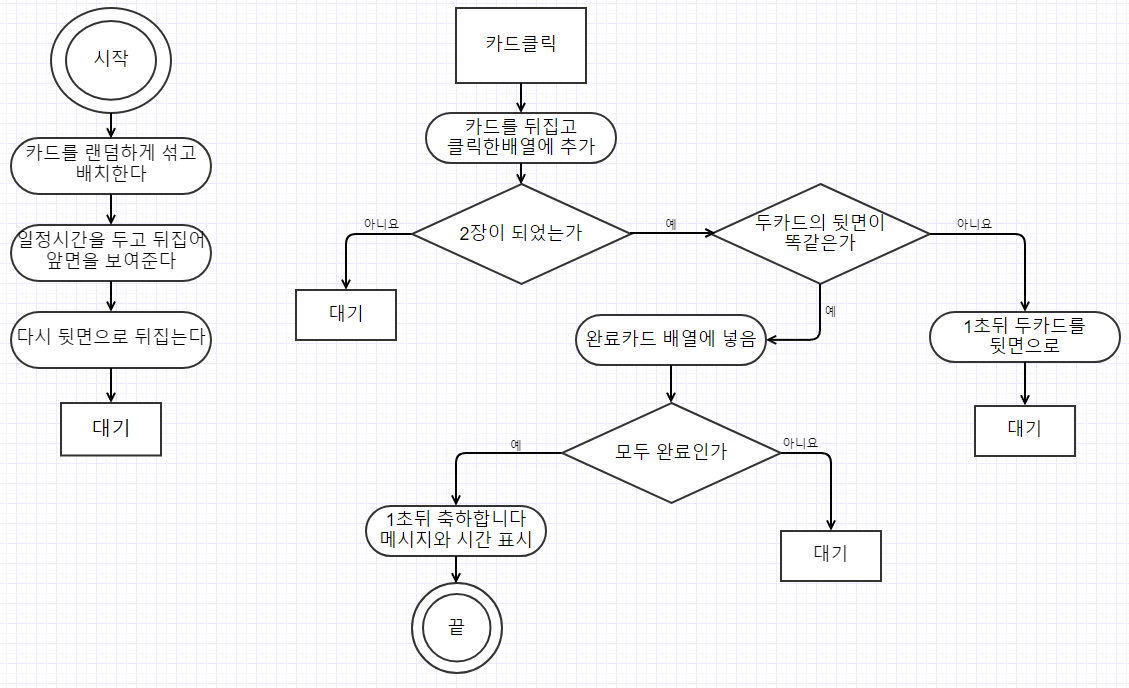 시작
카드를 랜덤하게 섞고
배치한다
일정시간을 두고 뒤집어
앞면을 보여준다
다시 뒷면으로 뒤집는다
대기
카드클릭
카드를 뒤집고
클릭한배열에 추가
2장이 되었는가
아니요
예
대기
두카드의 뒷면이
똑같은가
아니요
예
1초뒤 두카드를
뒷면으로
대기
완료카드 배열에 넣음
모두 완료인가
예
아니요
1초뒤 축하합니다
메시지와 시간 표시
대기
끝